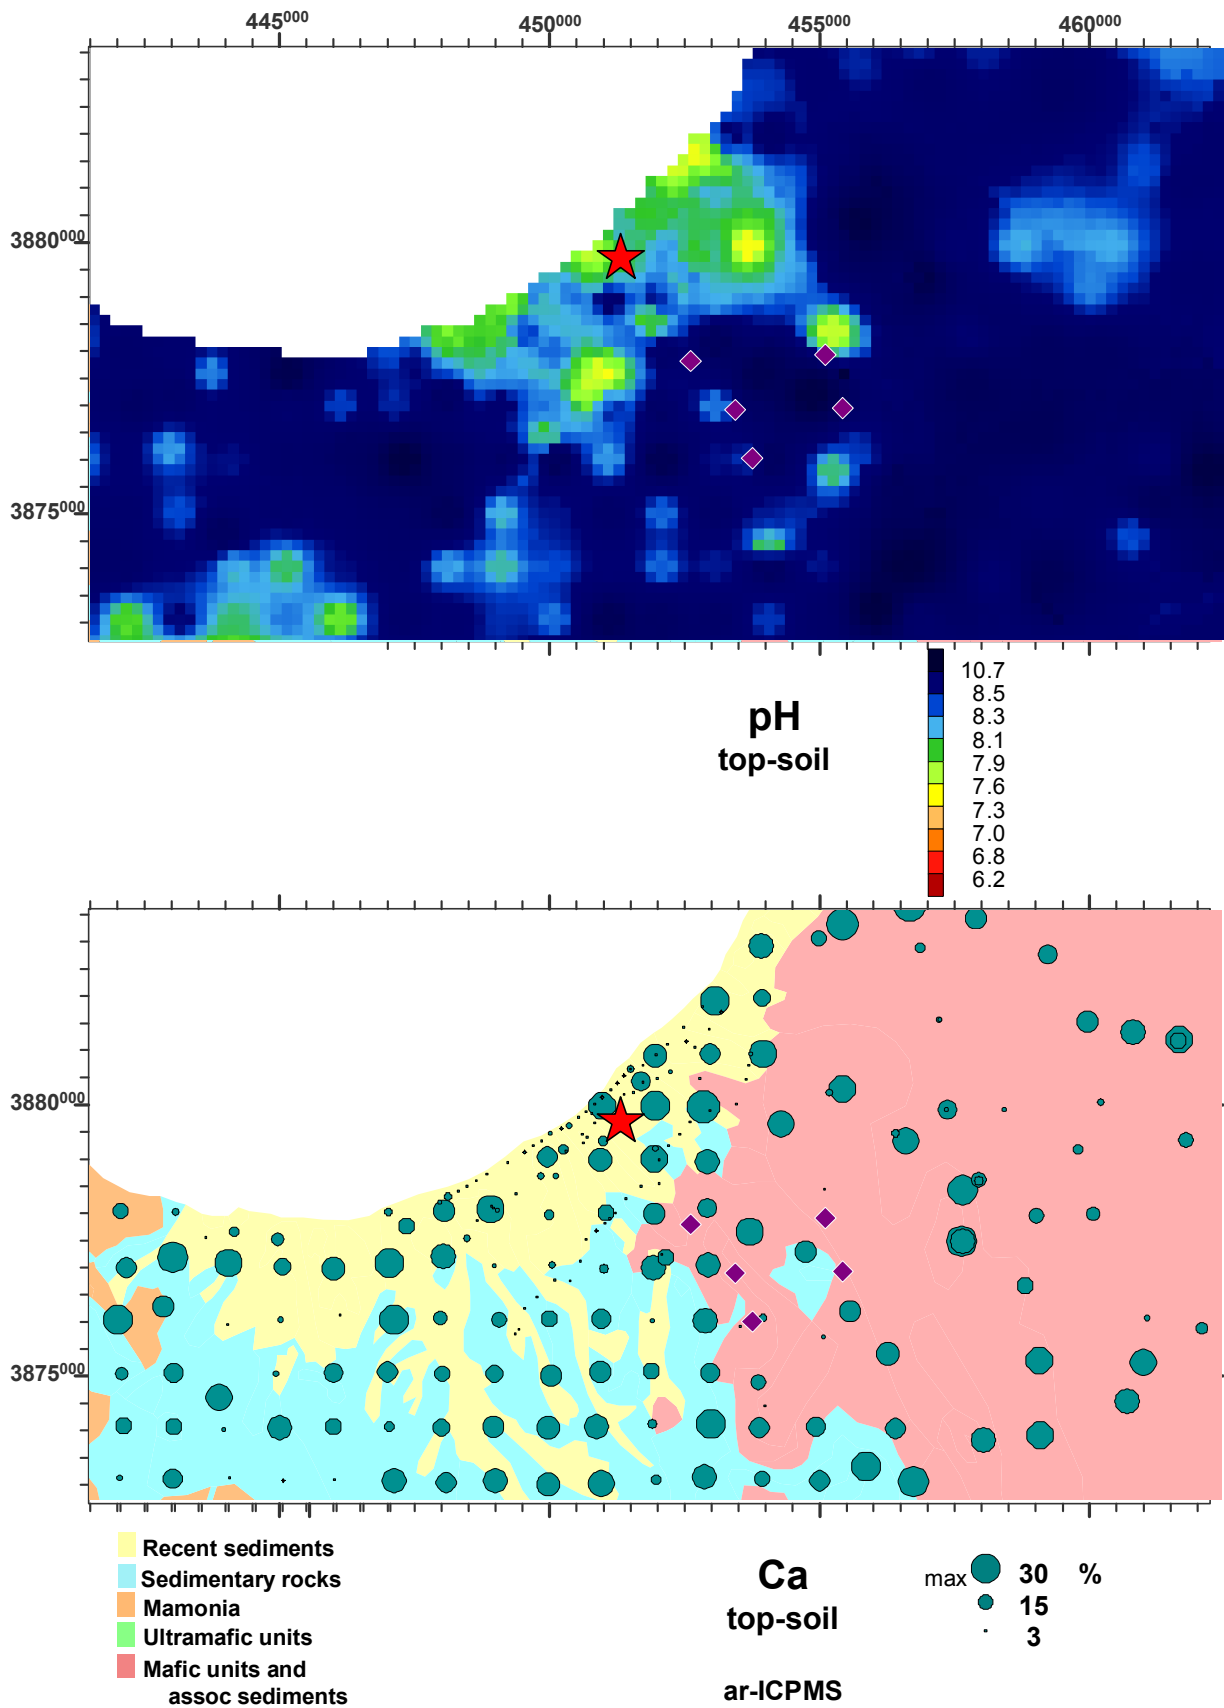 445000 450000 455000 460000
3880000
3875000
10.7
8.5
8.3
8.1
7.9
7.6
7.3
7.0
6.8
6.2
pH
top-soil
3880000
3875000
Recent sediments
Sedimentary rocks
Mamonia
Ultramafic units
Mafic units and
assoc sediments
Ca
top-soil
ar-ICPMS
max 30 %
15
3